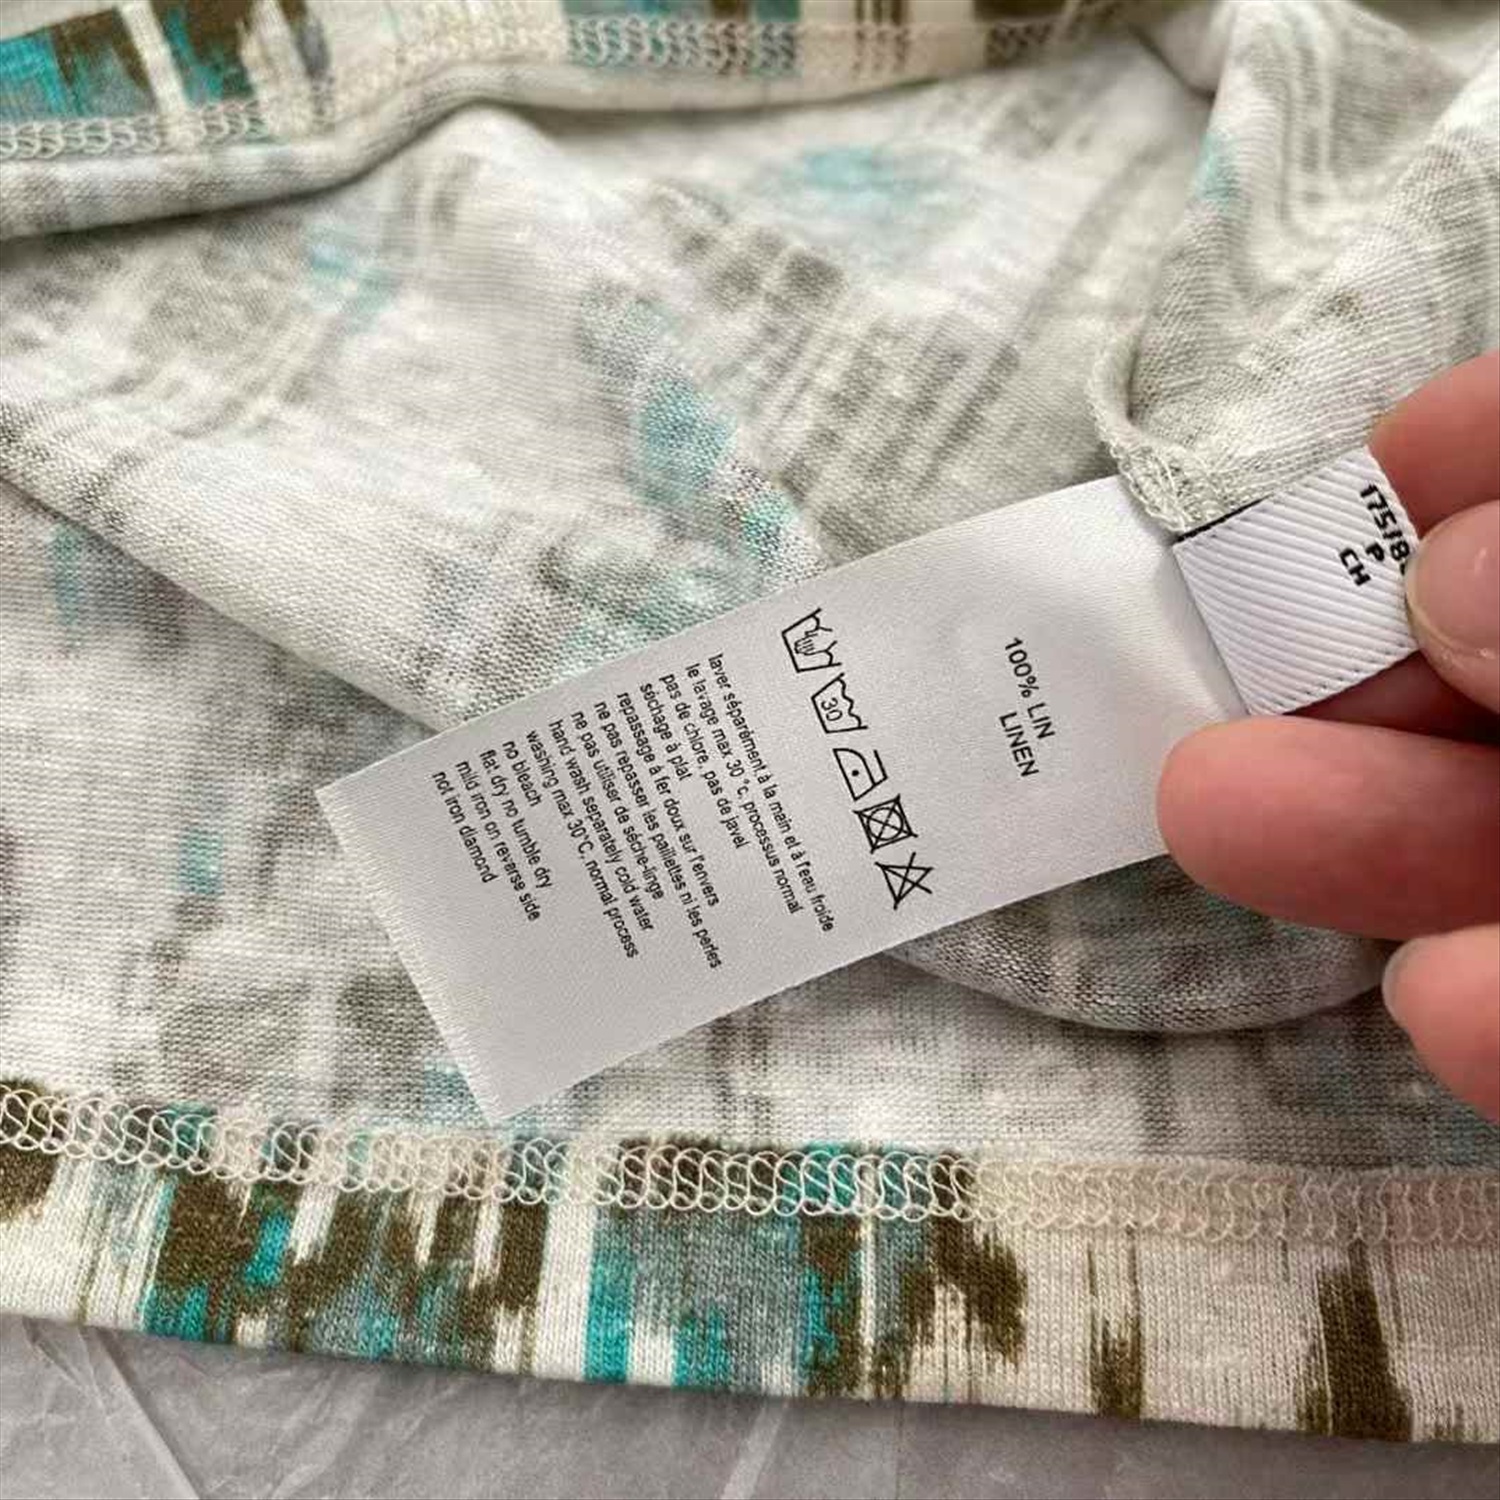 100% LIN
LINEN
30
laver séparément à la main et à l'eau froide
le lavage max 30 °c, processus normal
pas de chlore, pas de javel
séchage à plat
repassage à fer doux sur l'envers
ne pas repasser les paillettes ni les perles
ne pas utiliser de sèche-linge
hand wash separately cold water
washing max 30°C, normal process
no bleach
flat dry no tumble dry
mild iron on reverse side
not iron diamond
P
CH